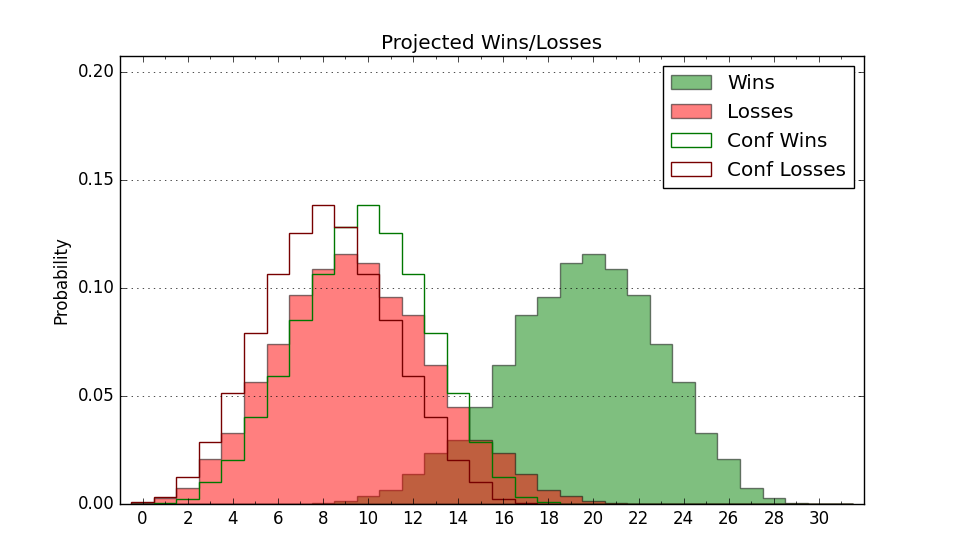 Projected Wins/Losses
0.20
0.15
0.10
0.05
0.00
Probability
Wins
Losses
Conf Wins
Conf Losses
0 2 4 6 8 10 12 14 16 18 20 22 24 26 28 30